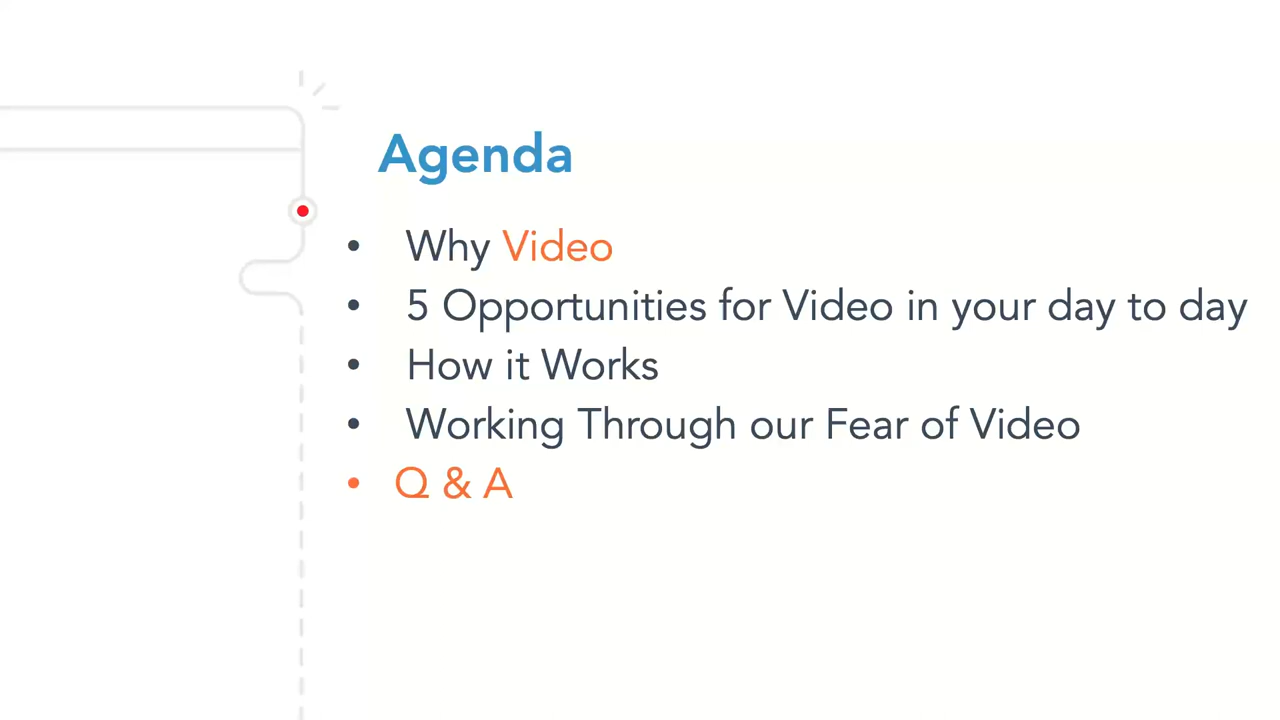 Agenda
• Why Video
• 5 Opportunities for Video in your day to day
• How it Works
• Working Through our Fear of Video
• Q & A